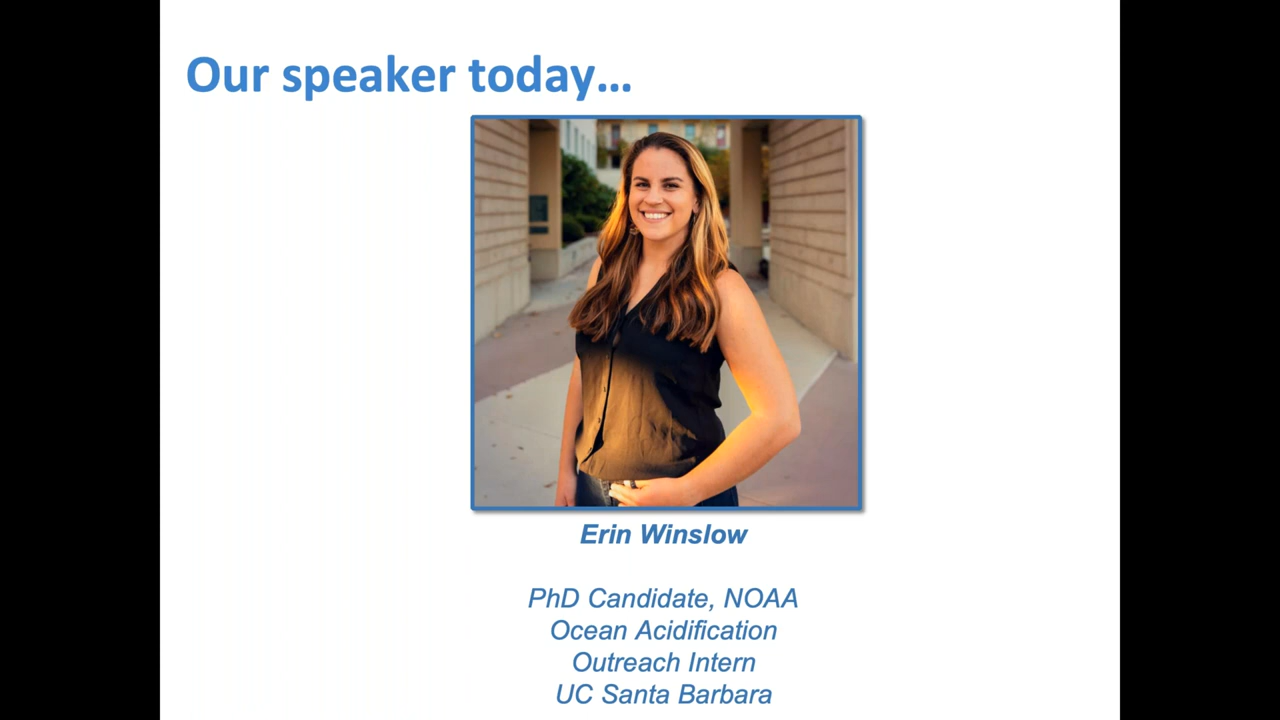 Our speaker today…
Erin Winslow
PhD Candidate, NOAA
Ocean Acidification
Outreach Intern
UC Santa Barbara